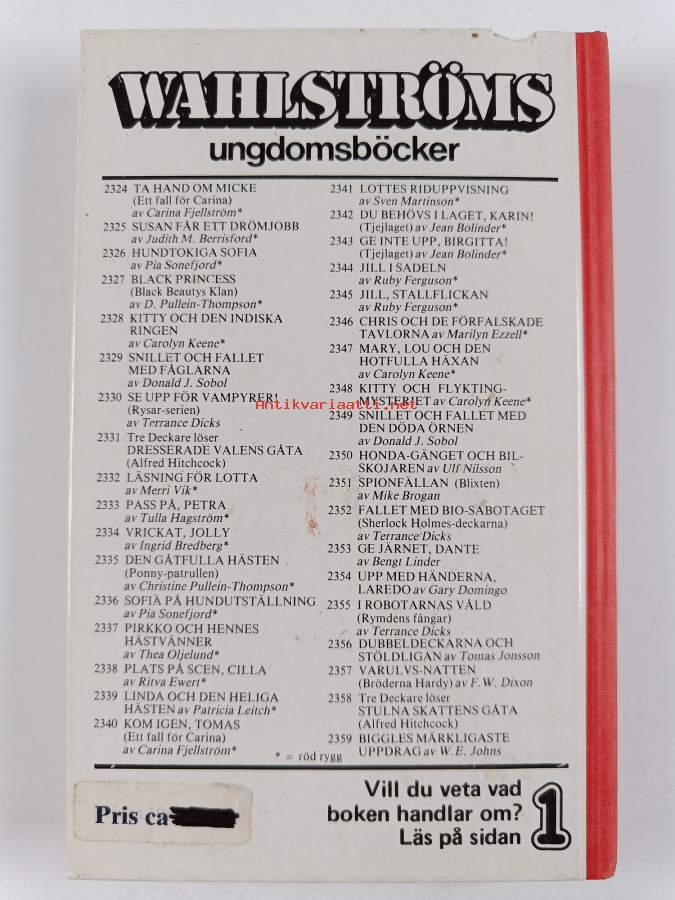 WAHLSTRÖMS
ungdomsböcker
2324 TA HAND OM MICKE
(Ett fall för Carina)
av Carina Fjellström*
2325 SUSAN FÅR ETT DRÖMJOBB
av Judith M. Berrisford*
2326 HUNDTOKIGA SOFIA
av Pia Sonefjord*
2327 BLACK PRINCESS
(Black Beautys Klan)
av D. Pullein-Thompson*
2328 KITTY OCH DEN INDISKA
RINGEN
av Carolyn Keene*
2329 SNILLET OCH FALLET
MED FÅGLARNA
av Donald J. Sobol
2330 SE UPP FÖR VAMPYRER!
(Rysar-serien)
av Terrance Dicks
2331 Tre Deckare löser
DRESSERADE VALENS GÅTA
(Alfred Hitchcock)
2332 LÄSNING FÖR LOTTA
av Merri Vik*
2333 PASS PÅ, PETRA
av Tulla Hagström*
2334 VRICKAT, JOLLY
av Ingrid Bredberg*
2335 DEN GÅTFULLA HÄSTEN
(Ponny-patrullen)
av Christine Pullein-Thompson*
2336 SOFIA PÅ HUNDUTSTÄLLNING
av Pia Sonefjord*
2337 PIRKKO OCH HENNES
HÄSTVÄNNER
av Thea Oljelund*
2338 PLATS PÅ SCEN, CILLA
av Ritva Ewert*
2339 LINDA OCH DEN HELIGA
HÄSTEN av Patricia Leitch*
2340 KOM IGEN, TOMAS
(Ett fall för Carina)
av Carina Fjellström*
2341 LOTTES RIDUPPVISNING
av Sven Martinson*
2342 DU BEHÖVS I LAGET, KARIN!
(Tjejlaget) av Jean Bolinder*
2343 GE INTE UPP, BIRGITTA!
(Tjejlaget) av Jean Bolinder*
2344 JILL I SADELN
av Ruby Ferguson*
2345 JILL, STALLFLICKAN
av Ruby Ferguson*
2346 CHRIS OCH DE FÖRFALSKADE
TAVLORNA av Marilyn Ezzell*
2347 MARY, LOU OCH DEN
HOTFULLA HÄXAN
av Carolyn Keene*
2348 KITTY OCH FLYKTING-
MYSTERIET av Carolyn Keene*
2349 SNILLET OCH FALLET MED
DEN DÖDA ÖRNEN
av Donald J. Sobol
2350 HONDA-GÄNGET OCH BIL-
SKOJAREN av Ulf Nilsson
2351 SPIONFÄLLAN (Blixten)
av Mike Brogan
2352 FALLET MED BIO-SABOTAGET
(Sherlock Holmes-deckarna)
av Terrance Dicks
2353 GE JÄRNET, DANTE
av Bengt Linder
2354 UPP MED HÄNDERNA,
LAREDO av Gary Domingo
2355 I ROBOTARNAS VÅLD
(Rymdens fångar)
av Terrance Dicks
2356 DUBBELDECKARNA OCH
STÖLDLIGAN av Tomas Jonsson
2357 VARULVS-NATTEN
(Bröderna Hardy) av F.W. Dixon
2358 Tre Deckare löser
STULNA SKATTENS GÅTA
(Alfred Hitchcock)
2359 BIGGLES MÄRKLIGASTE
UPPDRAG av W.E. Johns
* = röd rygg
Antikvariaatti.net
Pris ca
Vill du veta vad
boken handlar om?
Läs på sidan 1